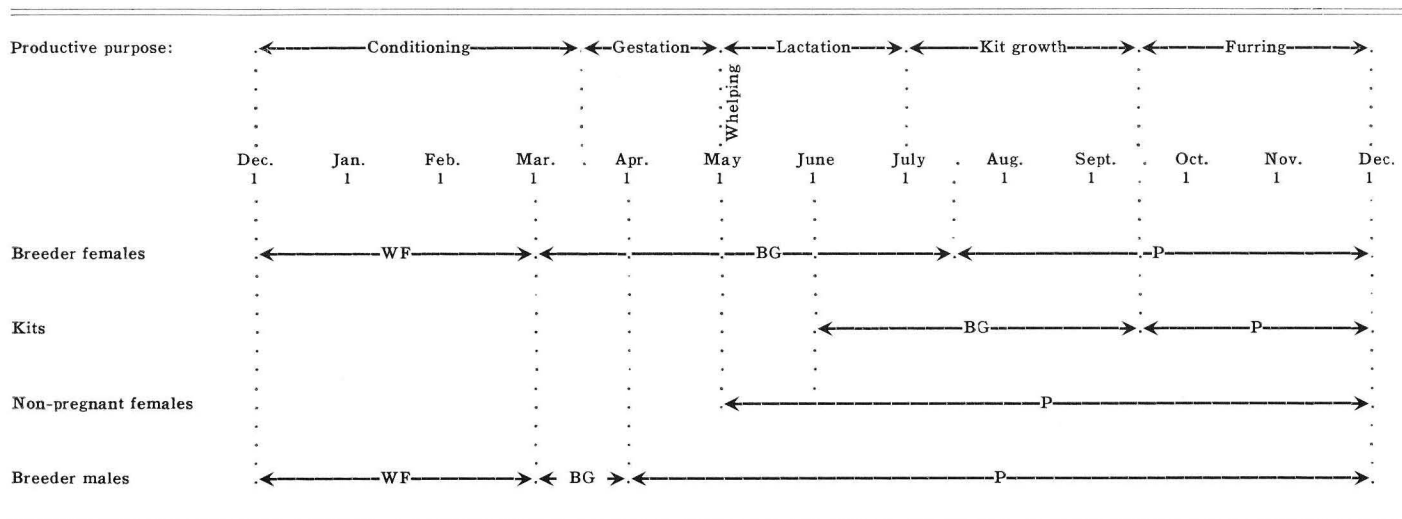 Productive purpose: Conditioning Gestation Lactation Kit growth Furring
Whelping
Dec. Jan. Feb. Mar. Apr. May June July Aug. Sept. Oct. Nov. Dec.
1 1 1 1 1 1 1 1 1 1 1 1 1
Breeder females WF BG P
Kits BG P
Non-pregnant females P
Breeder males WF BG P